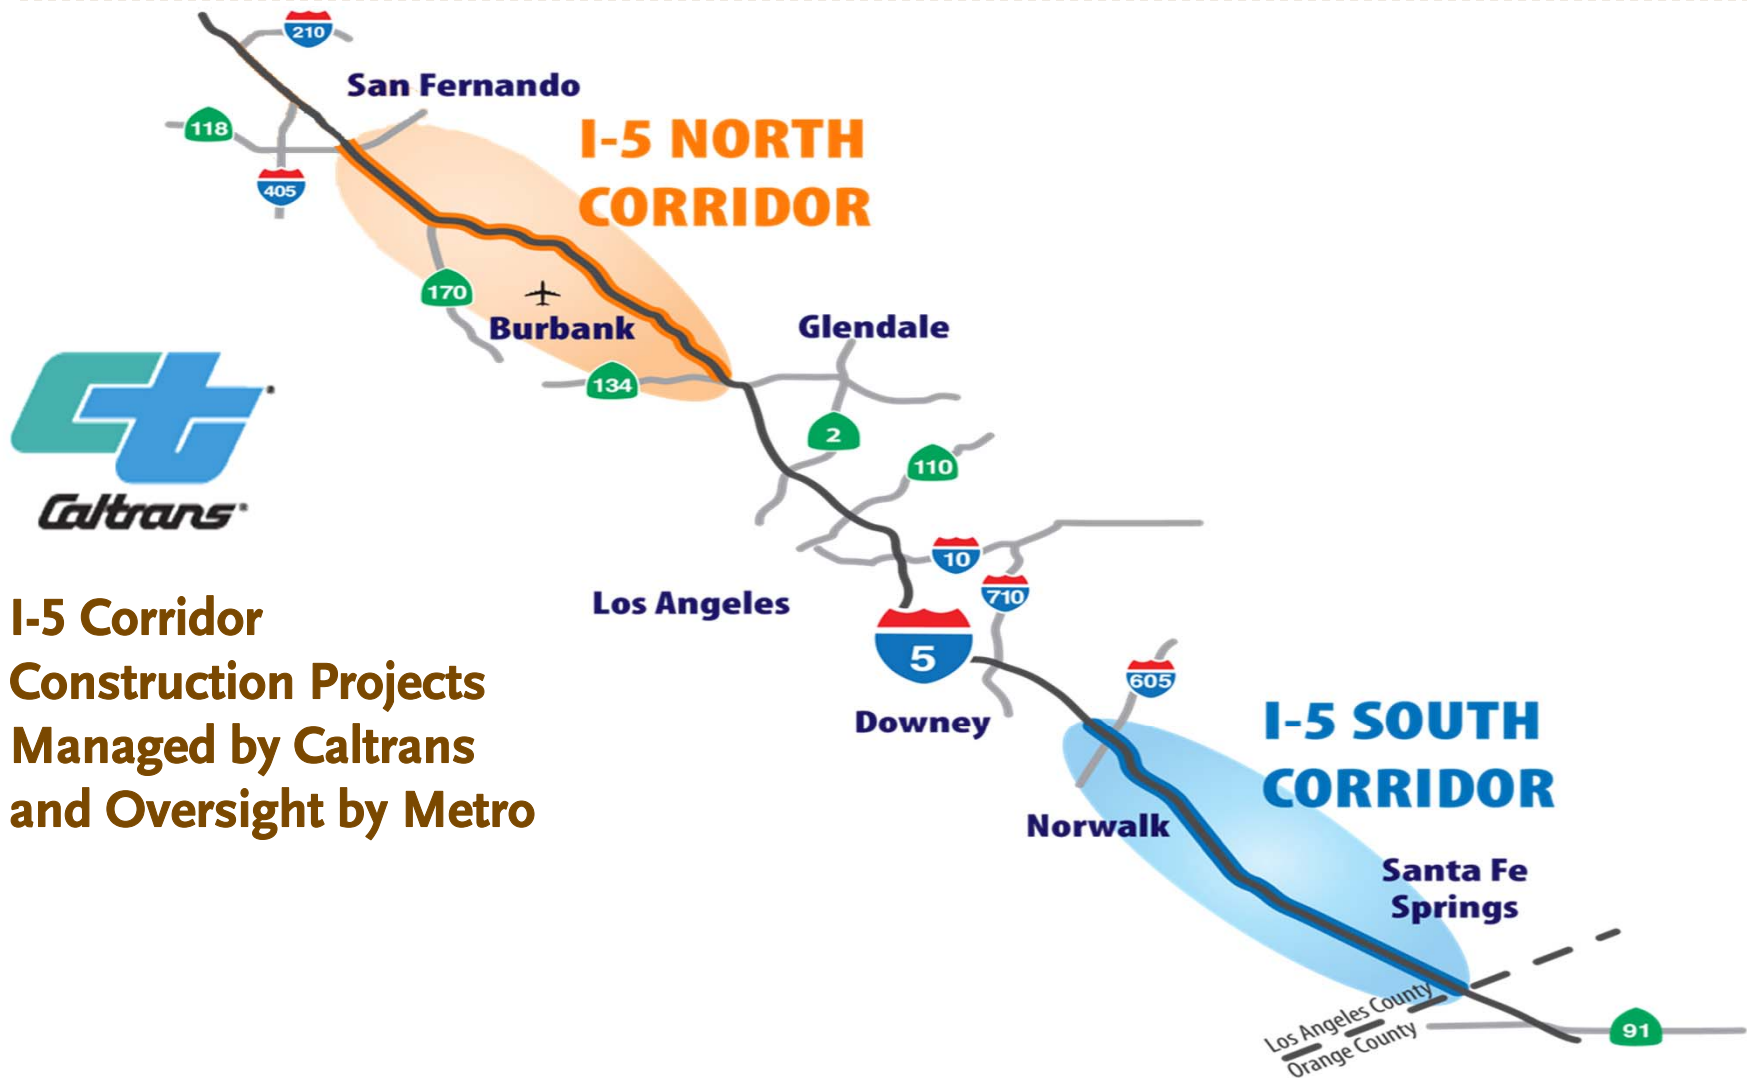 210
San Fernando
I-5 NORTH
CORRIDOR
118
405
170
Burbank
Glendale
134
2
110
Caltrans
10
Los Angeles
710
5
I-5 Corridor
Construction Projects
Managed by Caltrans
and Oversight by Metro
605
Downey
I-5 SOUTH
CORRIDOR
Norwalk
Santa Fe
Springs
Los Angeles County
Orange County
91